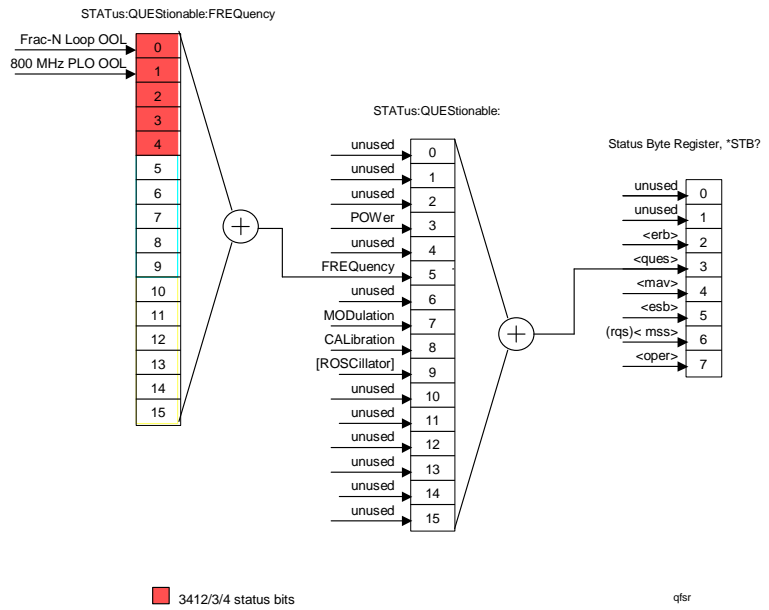 STATus:QUEStionable:FREQuency
Frac-N Loop OOL
800 MHz PLO OOL
0
1
2
3
4
5
6
7
8
9
10
11
12
13
14
15
STATus:QUEStionable:
unused 0
unused 1
unused 2
POWer 3
unused 4
FREQuency 5
unused 6
MODulation 7
CALibration 8
[ROSCillator] 9
unused 10
unused 11
unused 12
unused 13
unused 14
unused 15
Status Byte Register, *STB?
unused 0
unused 1
<erb> 2
<ques> 3
<mav> 4
<esb> 5
(rqs)< mss> 6
<oper> 7
3412/3/4 status bits
qfsr